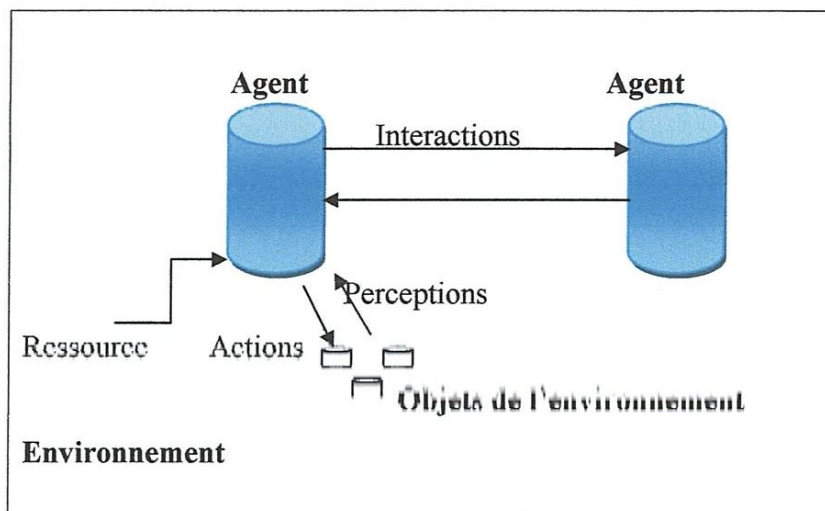 Agent Agent
Interactions
Perceptions
Ressource Actions
Objets de l'environnement
Environnement